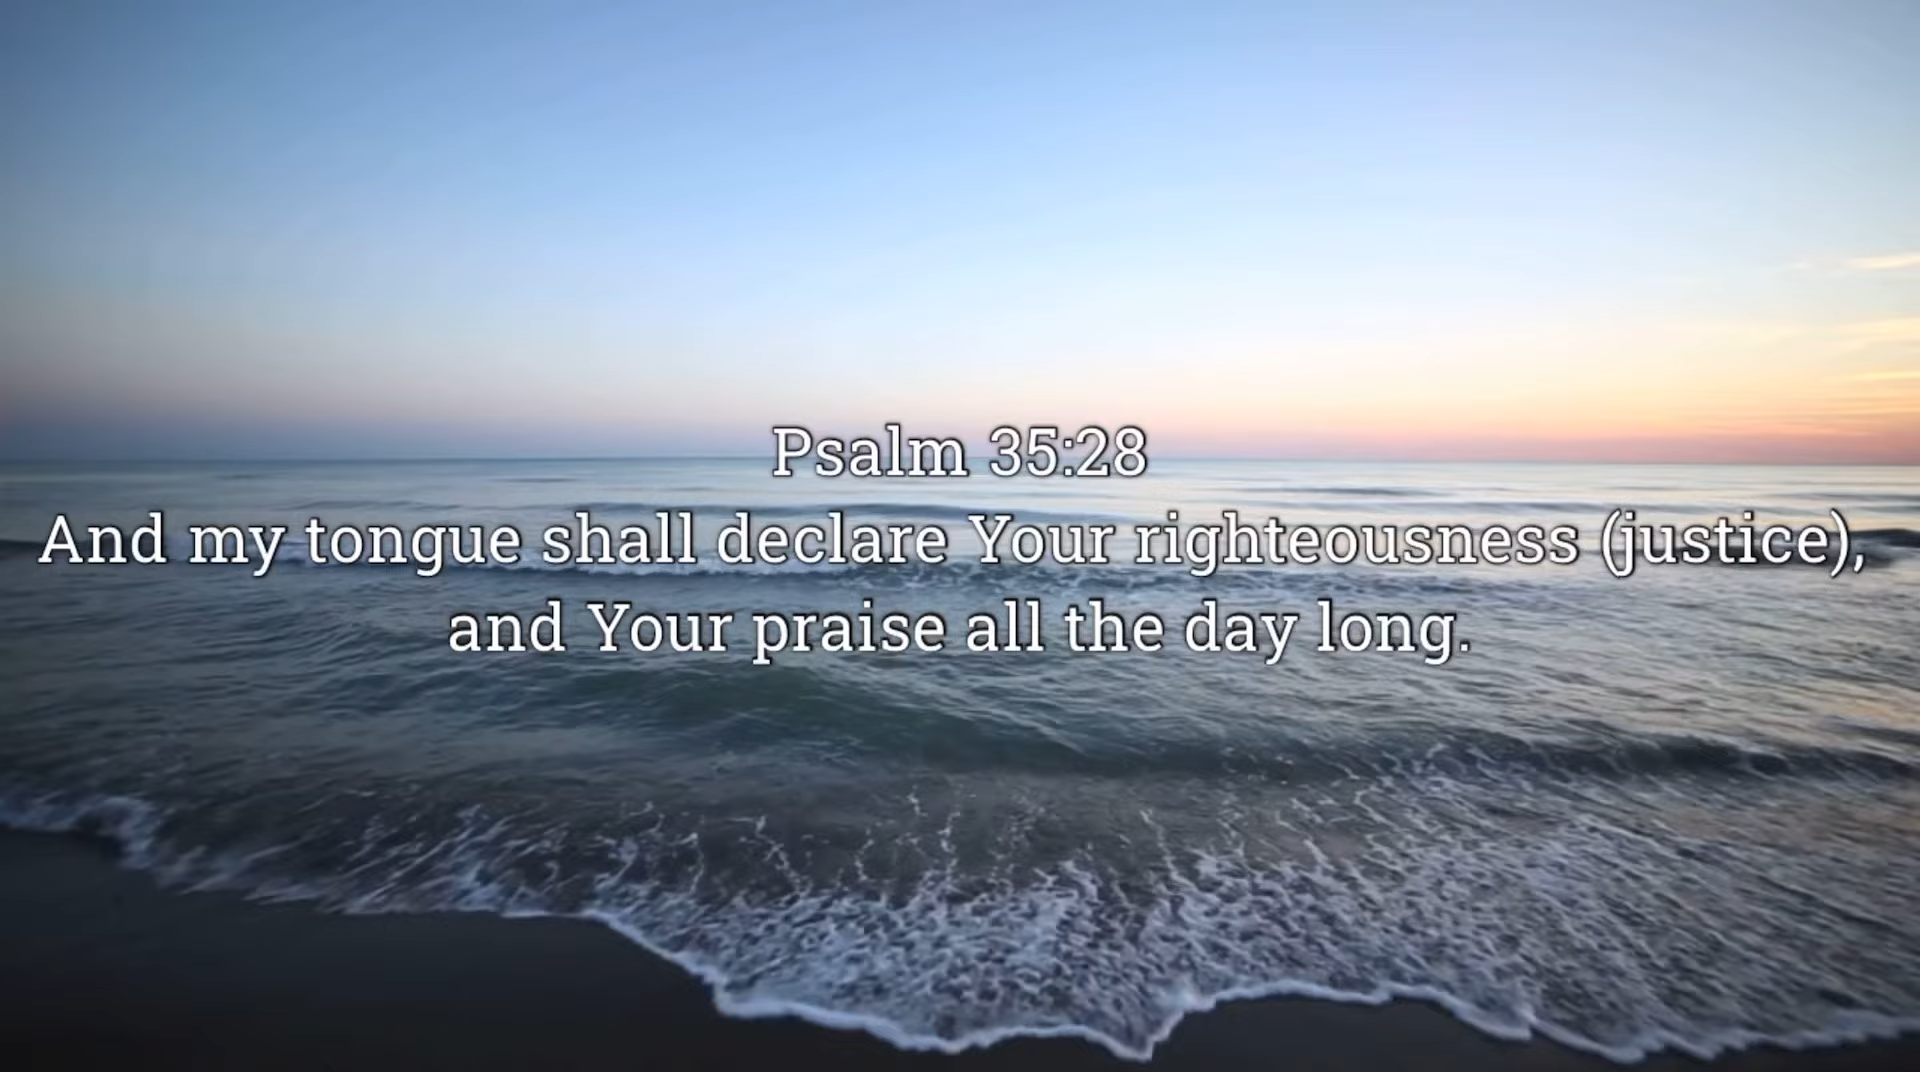 Psalm 35:28
And my tongue shall declare Your righteousness (justice),
and Your praise all the day long.